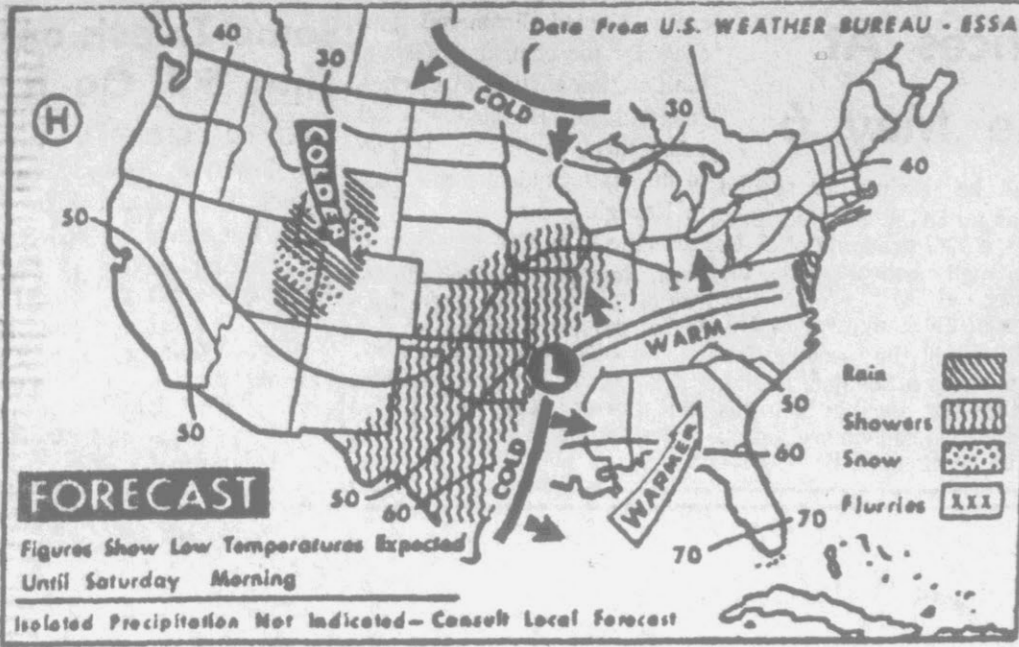 Data From U.S. WEATHER BUREAU - ESSA
40
30
H
COLD
30
COLDER
40
50
WARM
L
Rain
50
50
Showers
WARMER
60
COLD
Snow
FORECAST
50
60
Flurries
XXX
70
70
Figures Show Low Temperatures Expected
Until Saturday Morning
Isolated Precipitation Not Indicated— Consult Local Forecast